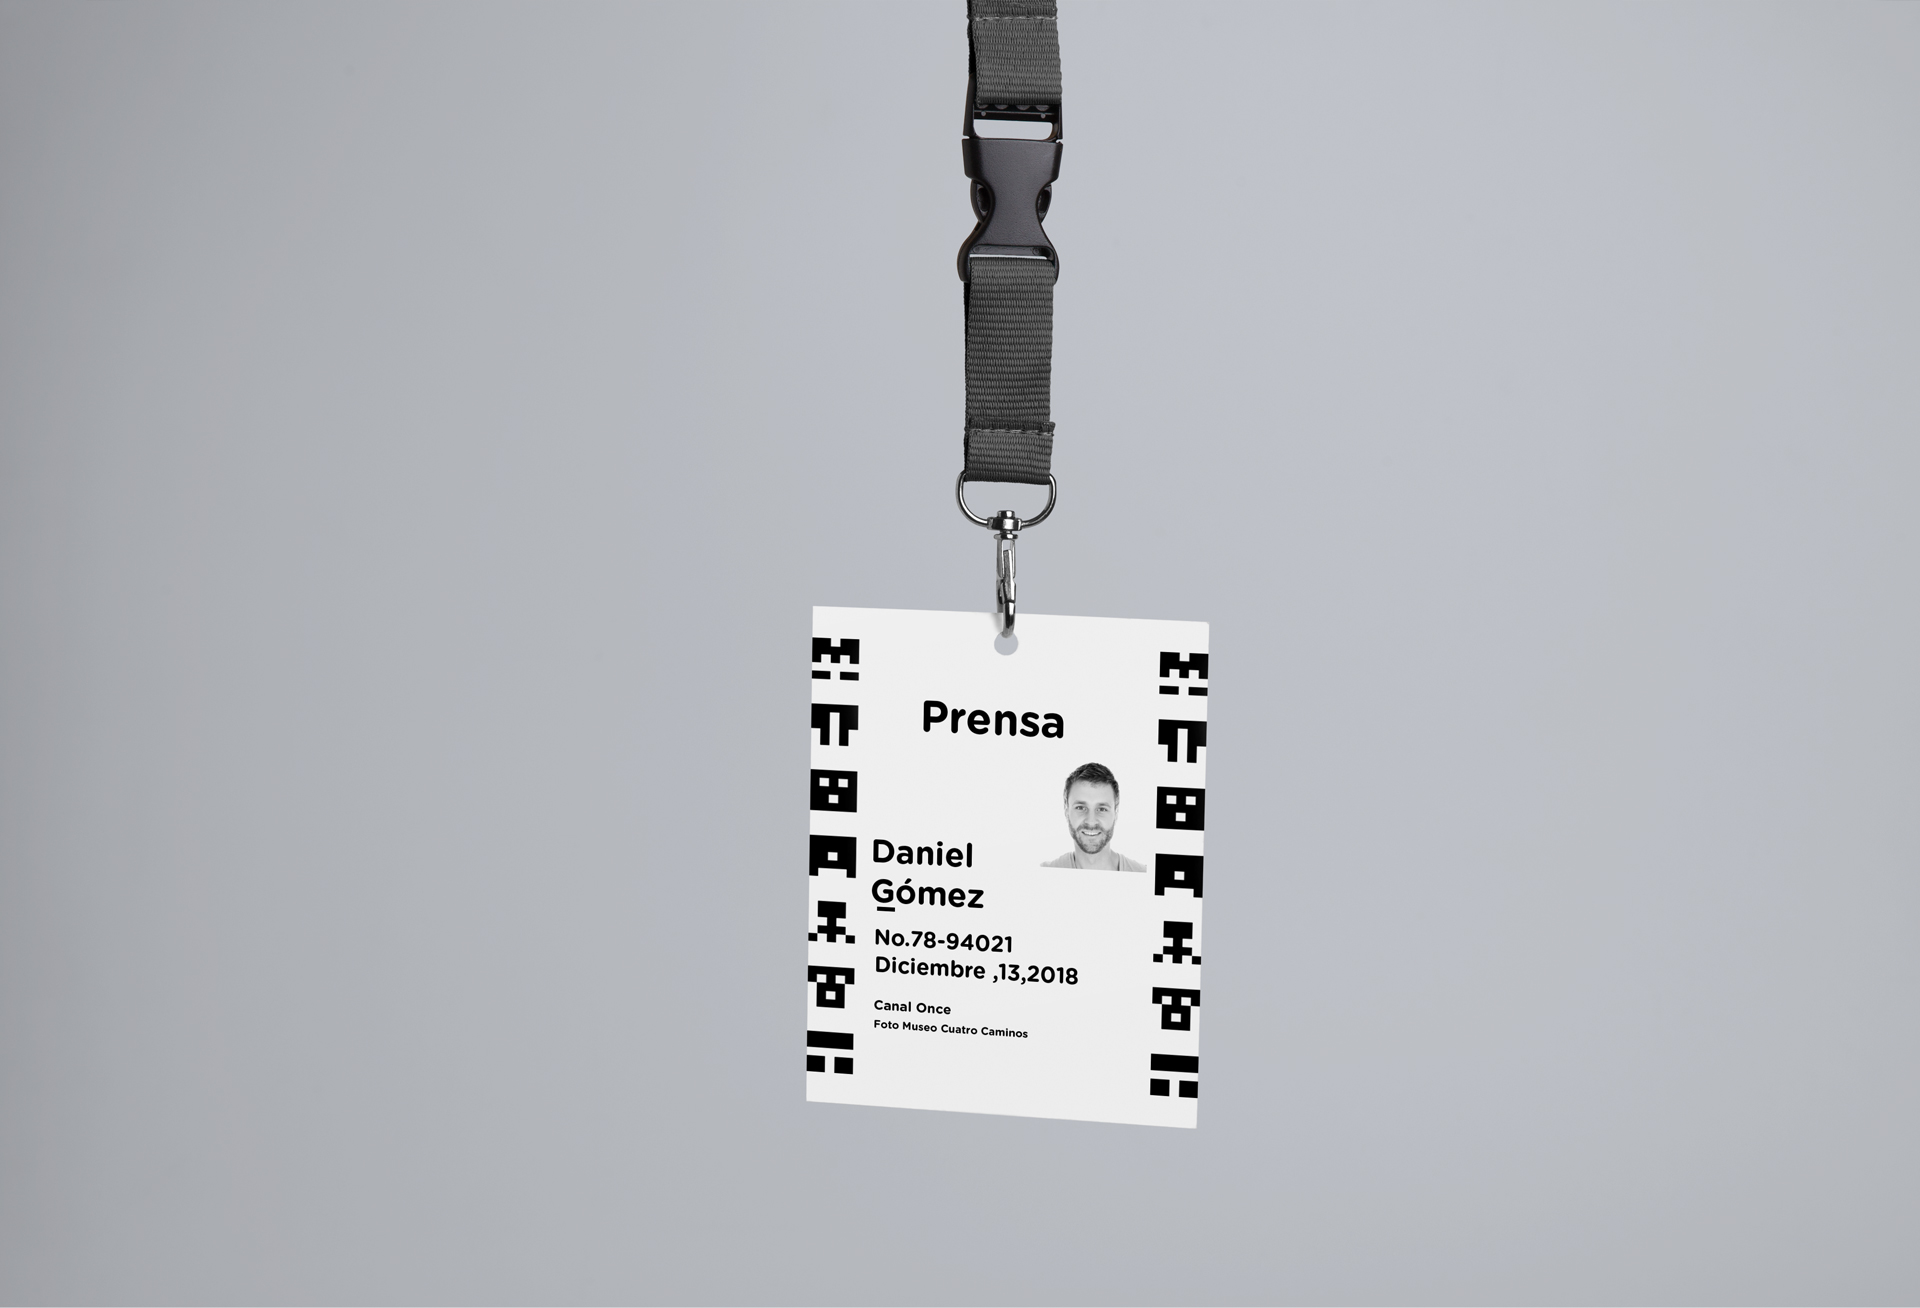 Prensa
Daniel
Gómez
No.78-94021
Diciembre ,13,2018
Canal Once
Foto Museo Cuatro Caminos